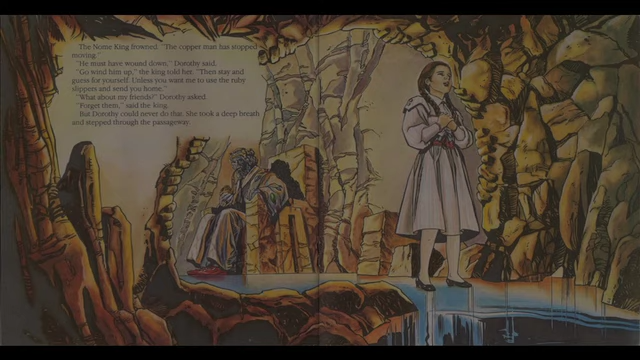 The Nome King frowned. "The copper man has stopped
moving."
"He must have wound down," Dorothy said.
"Go wind him up," the king told her. "Then stay and
guess for yourself. Unless you want me to use the ruby
slippers and send you home."
"What about my friends?" Dorothy asked.
"Forget them," said the king.
But Dorothy could never do that. She took a deep breath
and stepped through the passageway.